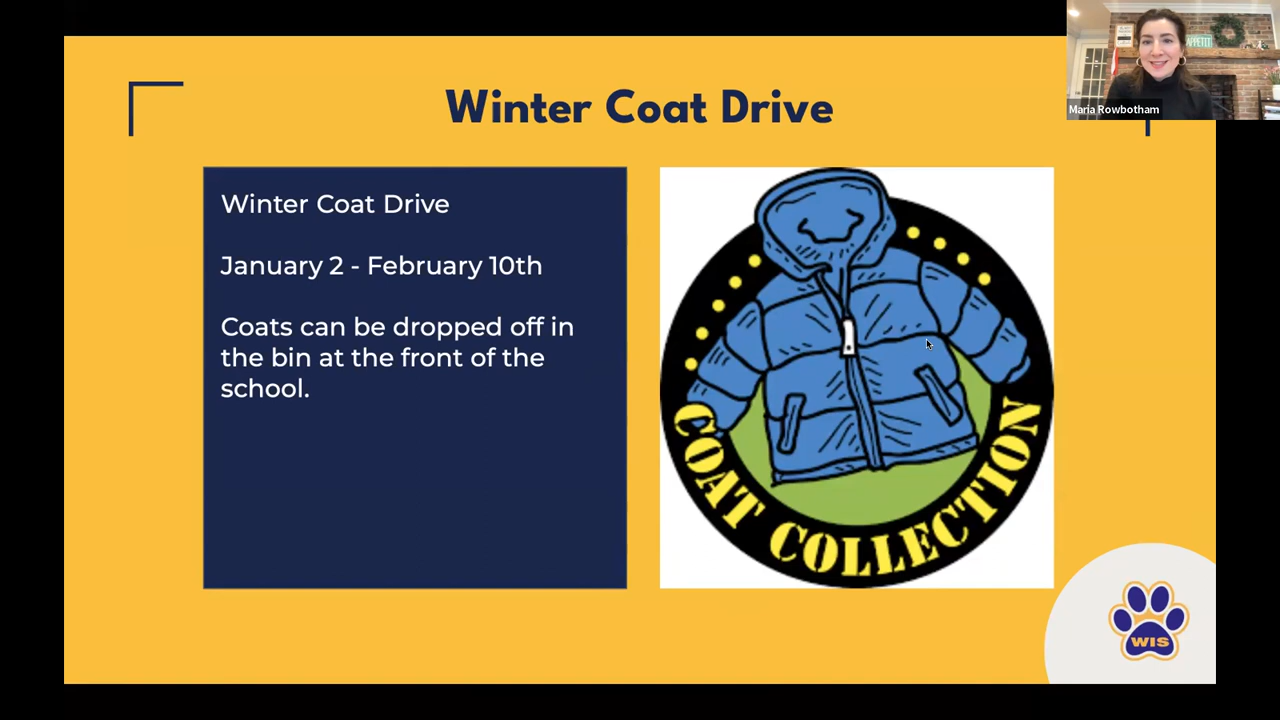 Winter Coat Drive
Winter Coat Drive
January 2 - February 10th
Coats can be dropped off in
the bin at the front of the
school.
COAT COLLECTION
WIS
APPETIT
Maria Rowbotham